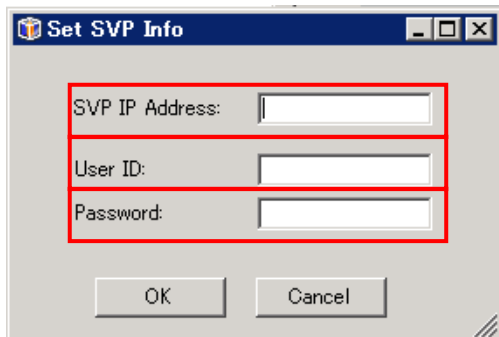 Set SVP Info
SVP IP Address:
User ID:
Password:
OK
Cancel